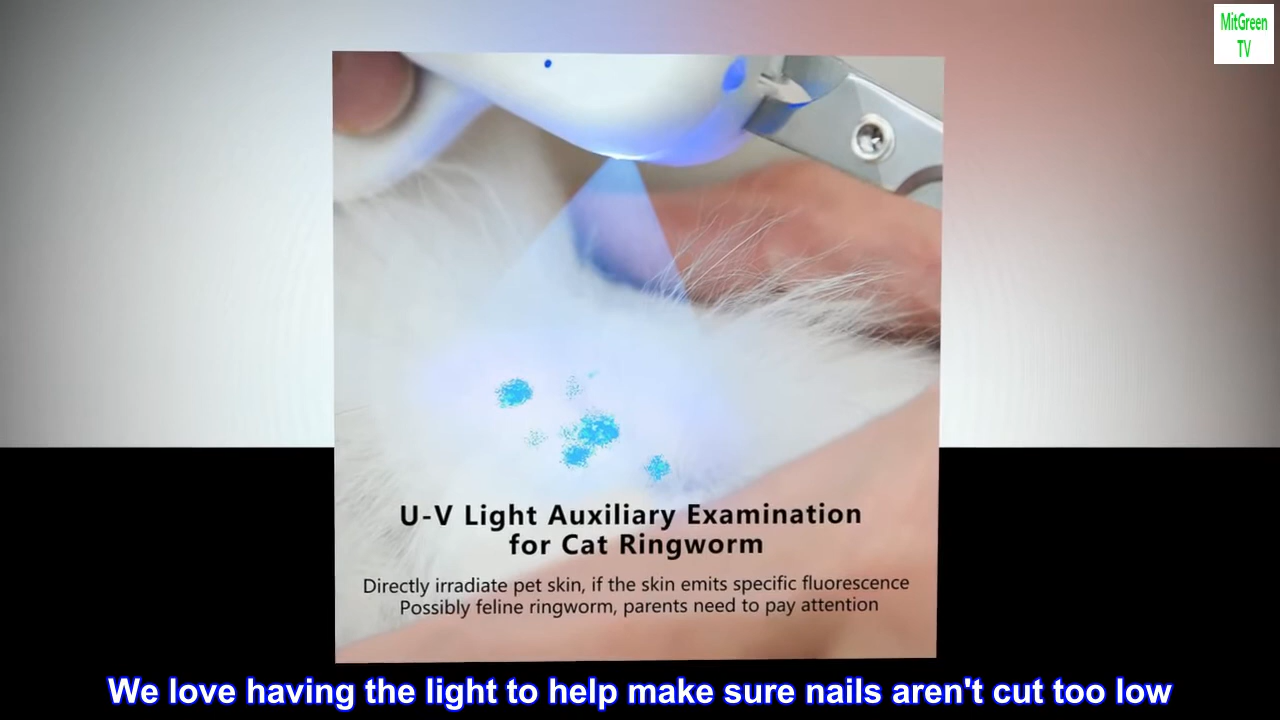 MitGreen
TV
U-V Light Auxiliary Examination
for Cat Ringworm
Directly irradiate pet skin, if the skin emits specific fluorescence
Possibly feline ringworm, parents need to pay attention
We love having the light to help make sure nails aren't cut too low